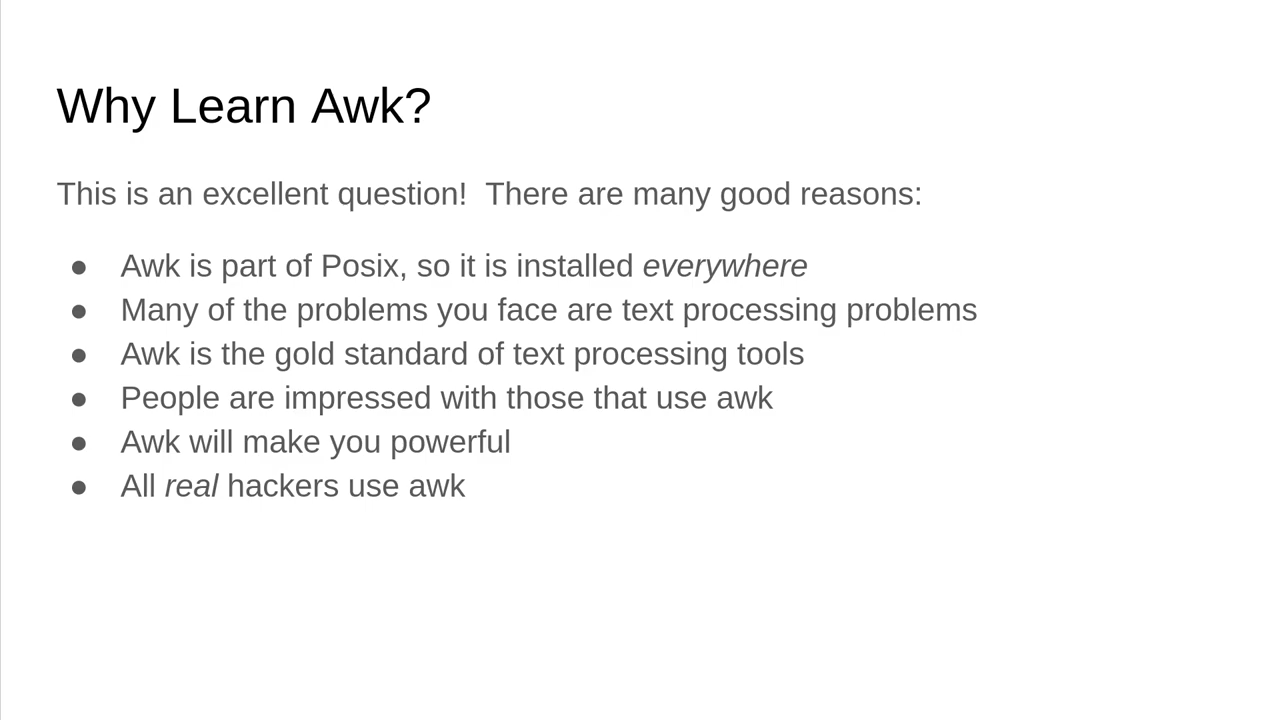 Why Learn Awk?
This is an excellent question!  There are many good reasons:
● Awk is part of Posix, so it is installed everywhere
● Many of the problems you face are text processing problems
● Awk is the gold standard of text processing tools
● People are impressed with those that use awk
● Awk will make you powerful
● All real hackers use awk